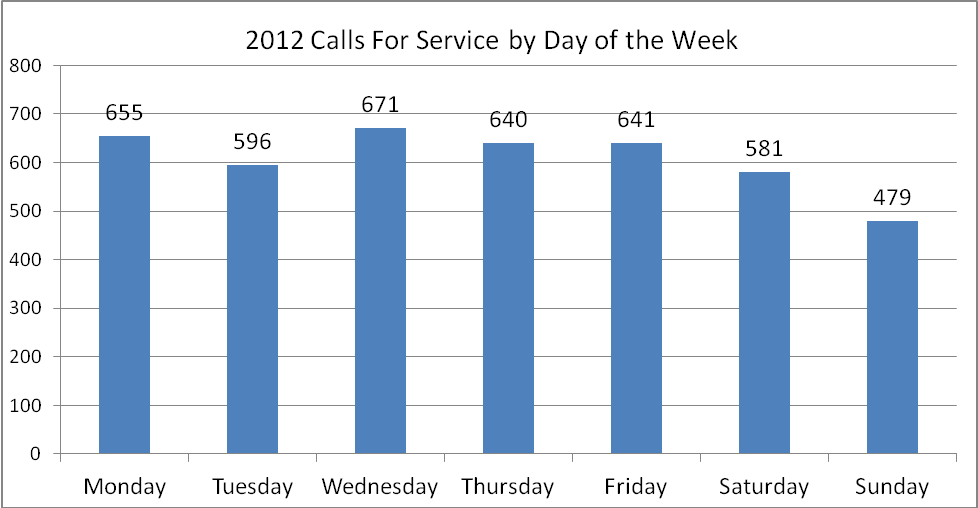 2012 Calls For Service by Day of the Week
800
700
600
500
400
300
200
100
0
655
596
671
640
641
581
479
Monday
Tuesday
Wednesday
Thursday
Friday
Saturday
Sunday